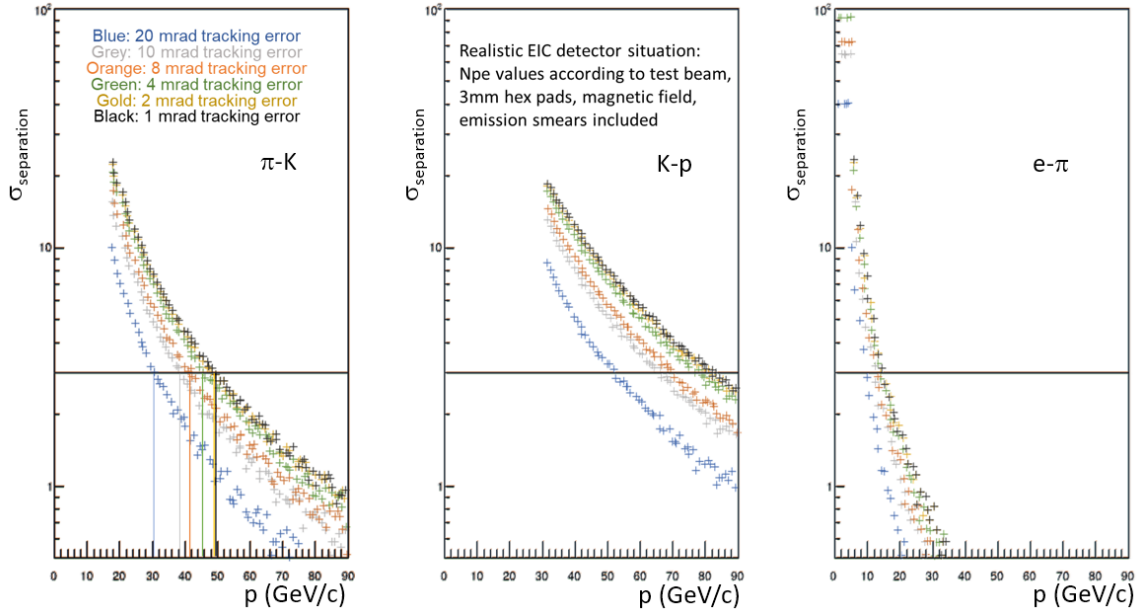 10²
σseparation
10
1
Blue: 20 mrad tracking error
Grey: 10 mrad tracking error
Orange: 8 mrad tracking error
Green: 4 mrad tracking error
Gold: 2 mrad tracking error
Black: 1 mrad tracking error
π-K
0 10 20 30 40 50 60 70 80 90
p (GeV/c)
10²
σseparation
10
1
Realistic EIC detector situation:
Npe values according to test beam,
3mm hex pads, magnetic field,
emission smears included
K-p
0 10 20 30 40 50 60 70 80 90
p (GeV/c)
10²
σseparation
10
1
e-π
0 10 20 30 40 50 60 70 80 90
p (GeV/c)